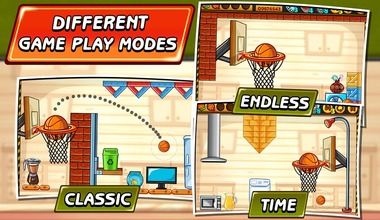 DIFFERENT
GAME PLAY MODES
ENDLESS
CLASSIC
TIME